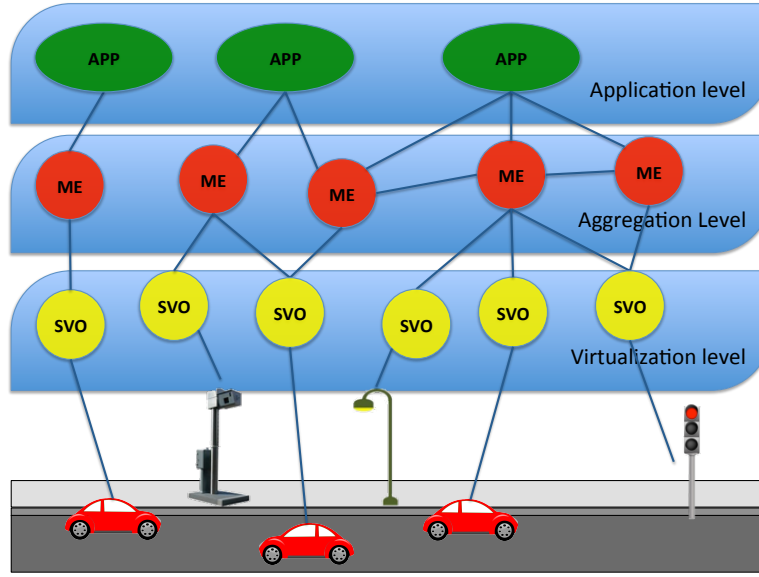 APP
APP
APP
Application level
ME
ME
ME
ME
ME
Aggregation Level
SVO
SVO
SVO
SVO
SVO
SVO
Virtualization level